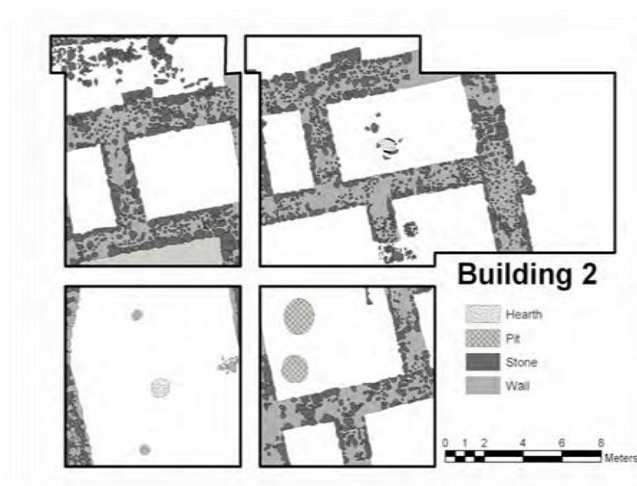 Building 2
Hearth
Pit
Stone
Wall
0 1 2 4 6 8
Meters